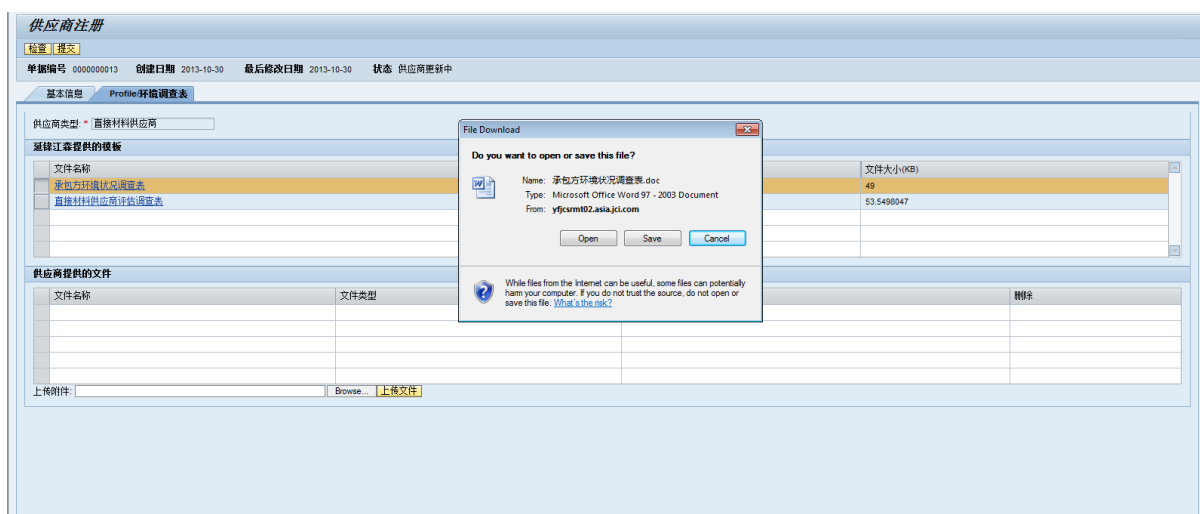 供应商注册
检查 提交
单据编号 0000000013 创建日期 2013-10-30 最后修改日期 2013-10-30 状态 供应商更新中
基本信息 Profile/环境调查表
供应商类型: * 直接材料供应商
延锋江森提供的模板
文件名称 文件大小(KB)
承包方环境状况调查表 49
直接材料供应商评估调查表 53.5498047
File Download
Do you want to open or save this file?
Name: 承包方环境状况调查表.doc
Type: Microsoft Office Word 97 - 2003 Document
From: yfjcsrmt02.asia.jci.com
Open Save Cancel
While files from the Internet can be useful, some files can potentially
harm your computer. If you do not trust the source, do not open or
save this file. What's the risk?
供应商提供的文件
文件名称 文件类型 删除
上传附件: Browse... 上传文件